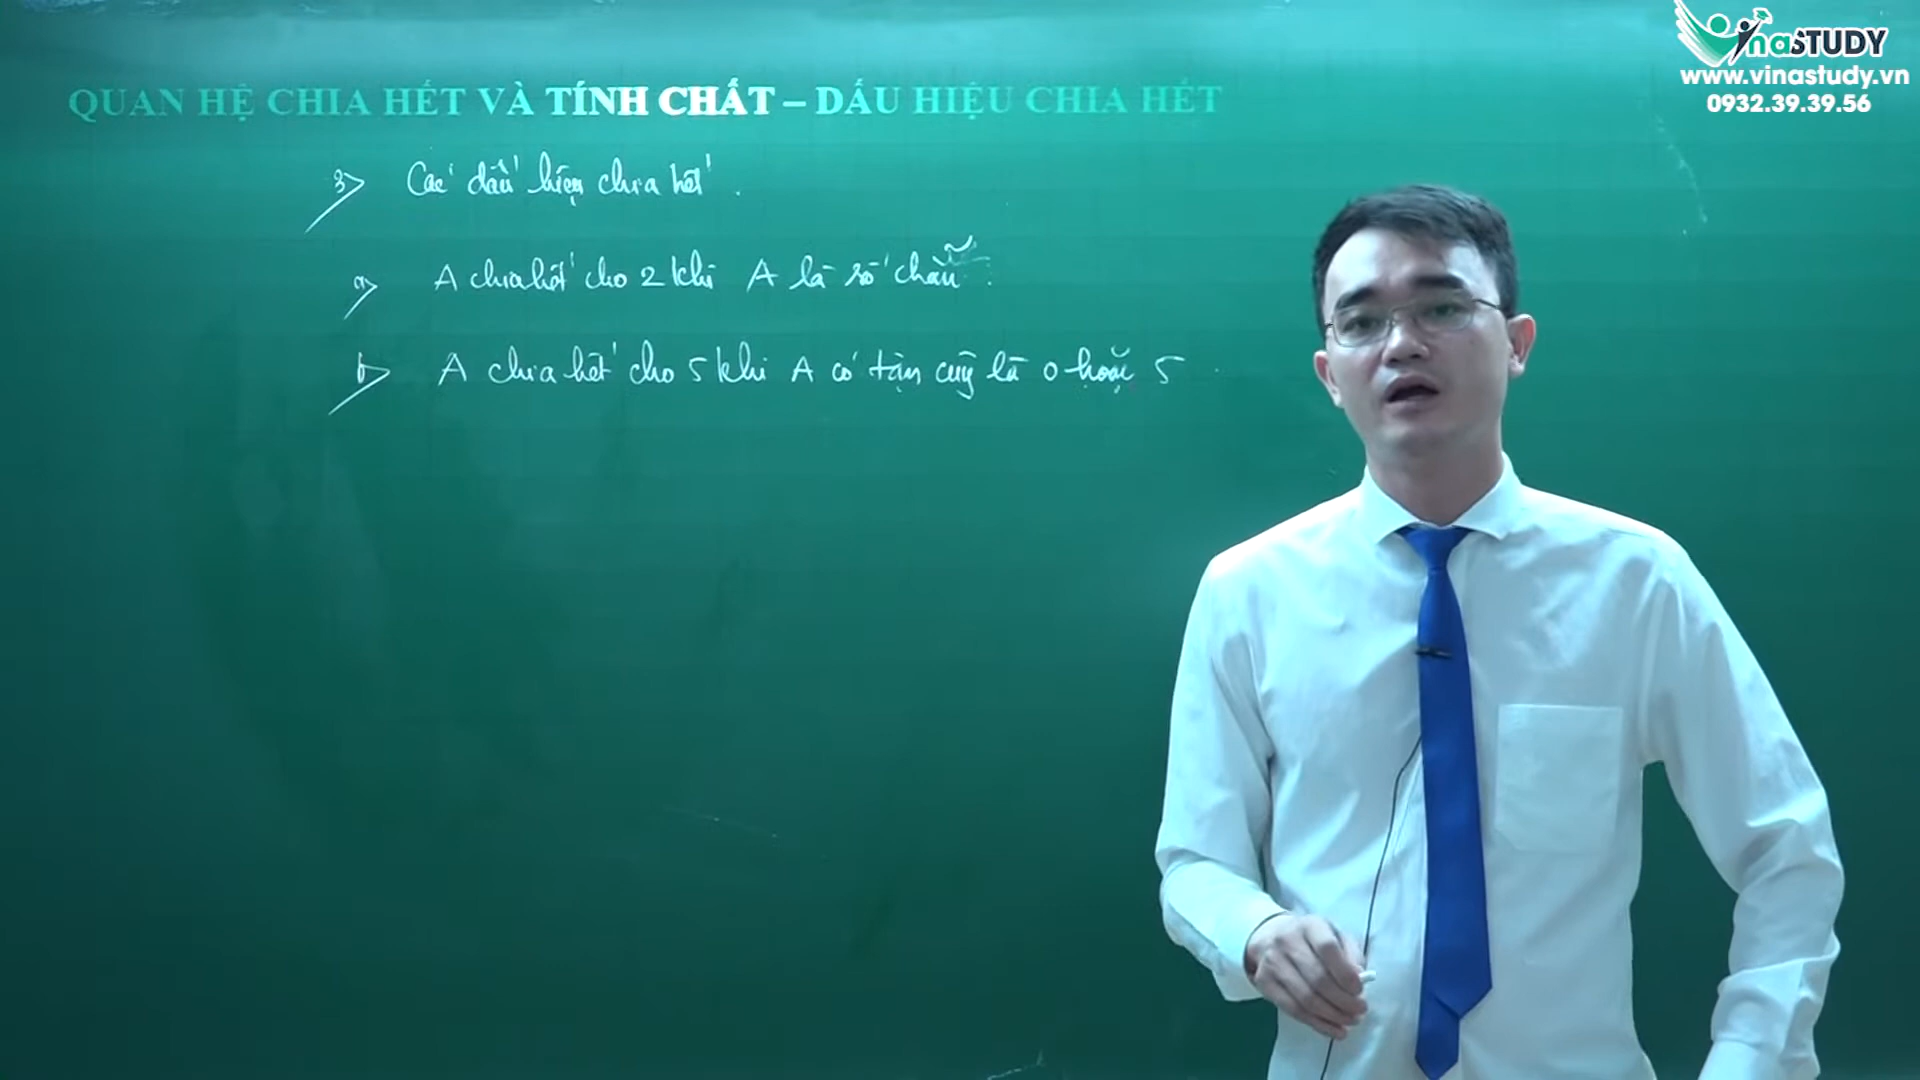 VinaSTUDY
www.vinastudy.vn
0932.39.39.56
QUAN HỆ CHIA HẾT VÀ TÍNH CHẤT – DẤU HIỆU CHIA HẾT
3) Các dấu hiệu chia hết.
a) A chia hết cho 2 khi A là số chẵn.
b) A chia hết cho 5 khi A có tận cùng là 0 hoặc 5.